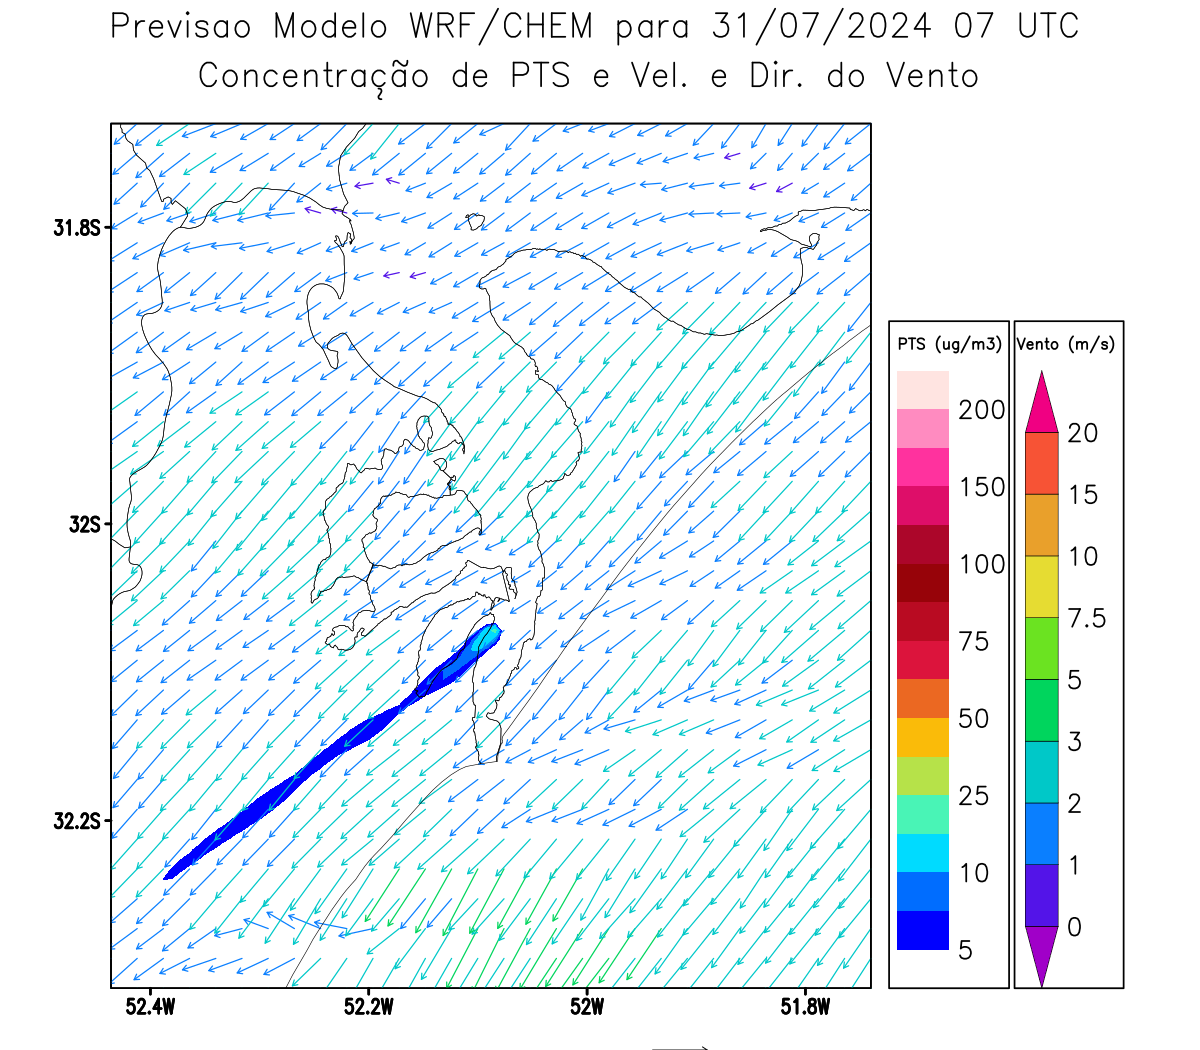 Previsao Modelo WRF/CHEM para 31/07/2024 07 UTC
Concentração de PTS e Vel. e Dir. do Vento
31.8S
32S
32.2S
52.4W 52.2W 52W 51.8W
PTS (ug/m3)
200
150
100
75
50
25
10
5
Vento (m/s)
20
15
10
7.5
5
3
2
1
0